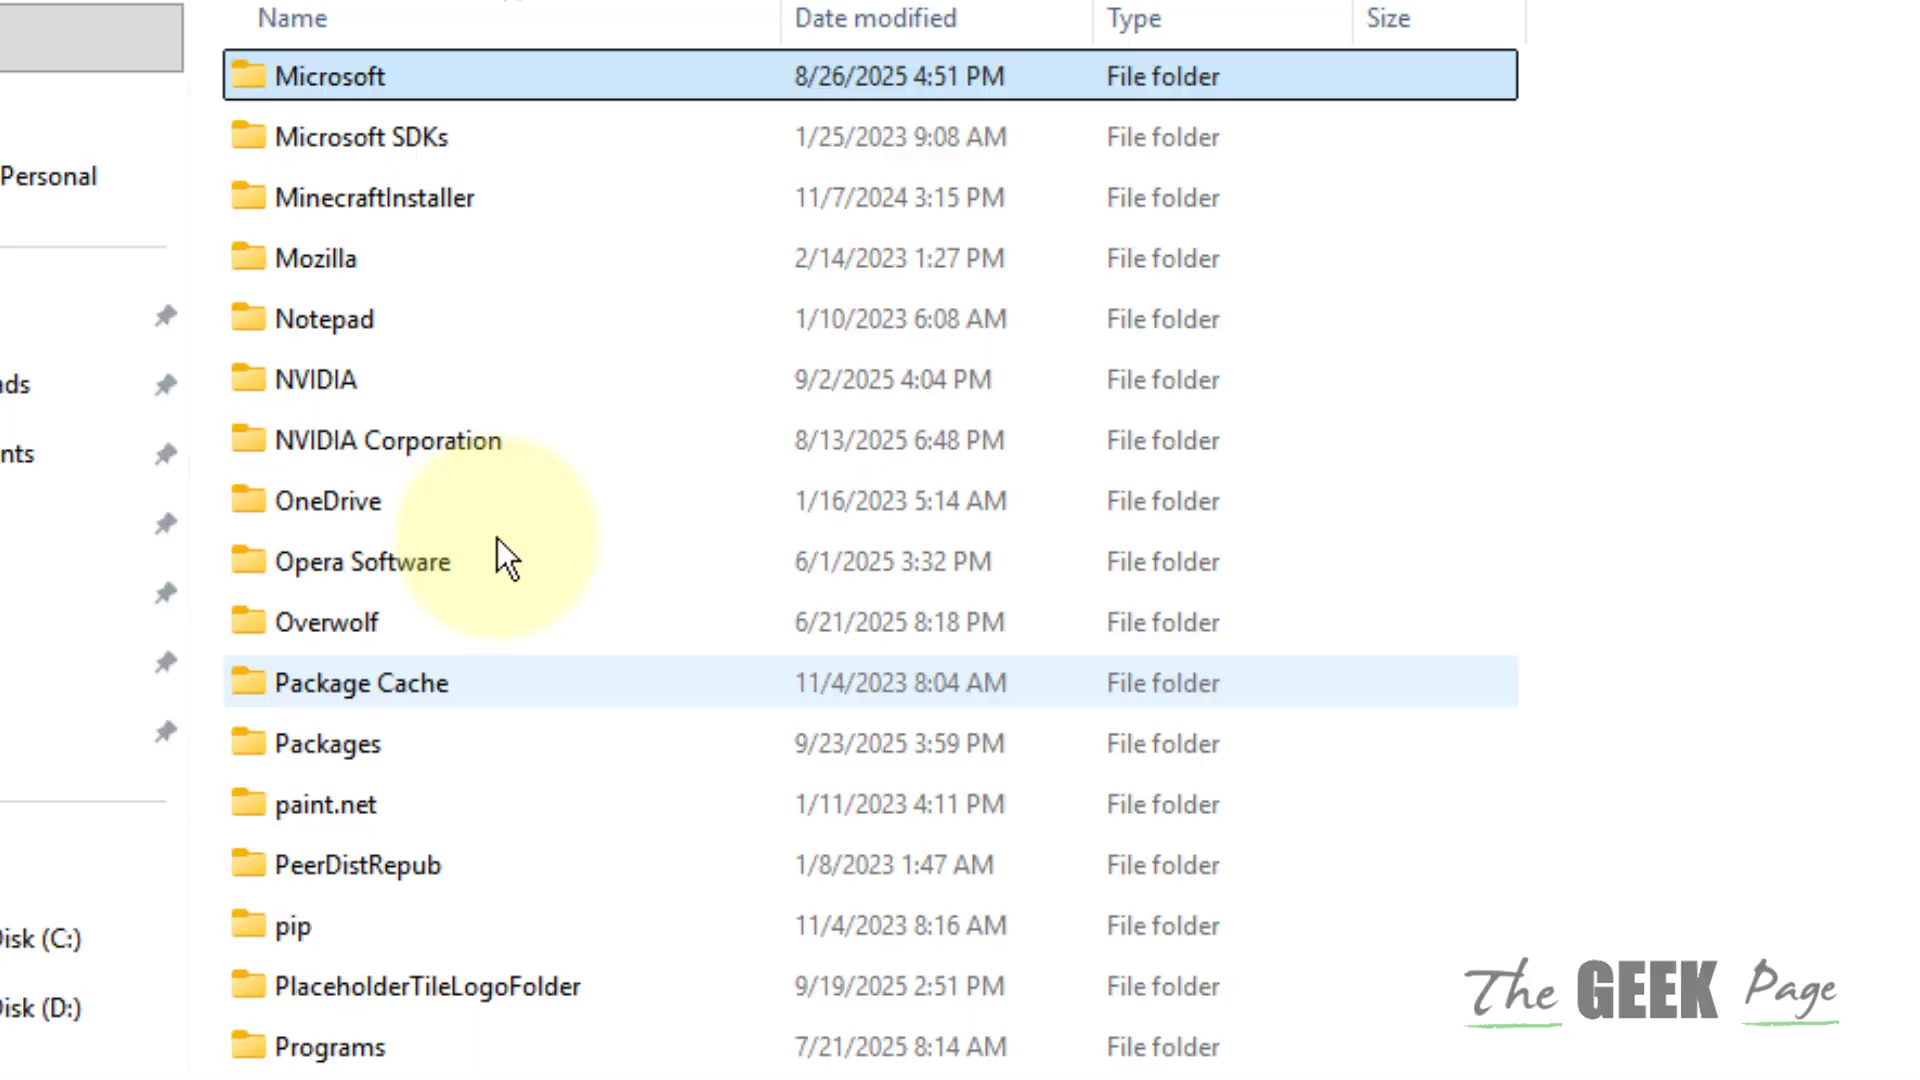 Name Date modified Type Size
Microsoft 8/26/2025 4:51 PM File folder
Microsoft SDKs 1/25/2023 9:08 AM File folder
Personal
MinecraftInstaller 11/7/2024 3:15 PM File folder
Mozilla 2/14/2023 1:27 PM File folder
Notepad 1/10/2023 6:08 AM File folder
ds
NVIDIA 9/2/2025 4:04 PM File folder
nts
NVIDIA Corporation 8/13/2025 6:48 PM File folder
OneDrive 1/16/2023 5:14 AM File folder
Opera Software 6/1/2025 3:32 PM File folder
Overwolf 6/21/2025 8:18 PM File folder
Package Cache 11/4/2023 8:04 AM File folder
Packages 9/23/2025 3:59 PM File folder
paint.net 1/11/2023 4:11 PM File folder
PeerDistRepub 1/8/2023 1:47 AM File folder
pip 11/4/2023 8:16 AM File folder
Disk (C:)
PlaceholderTileLogoFolder 9/19/2025 2:51 PM File folder
Disk (D:)
Programs 7/21/2025 8:14 AM File folder
The GEEK Page